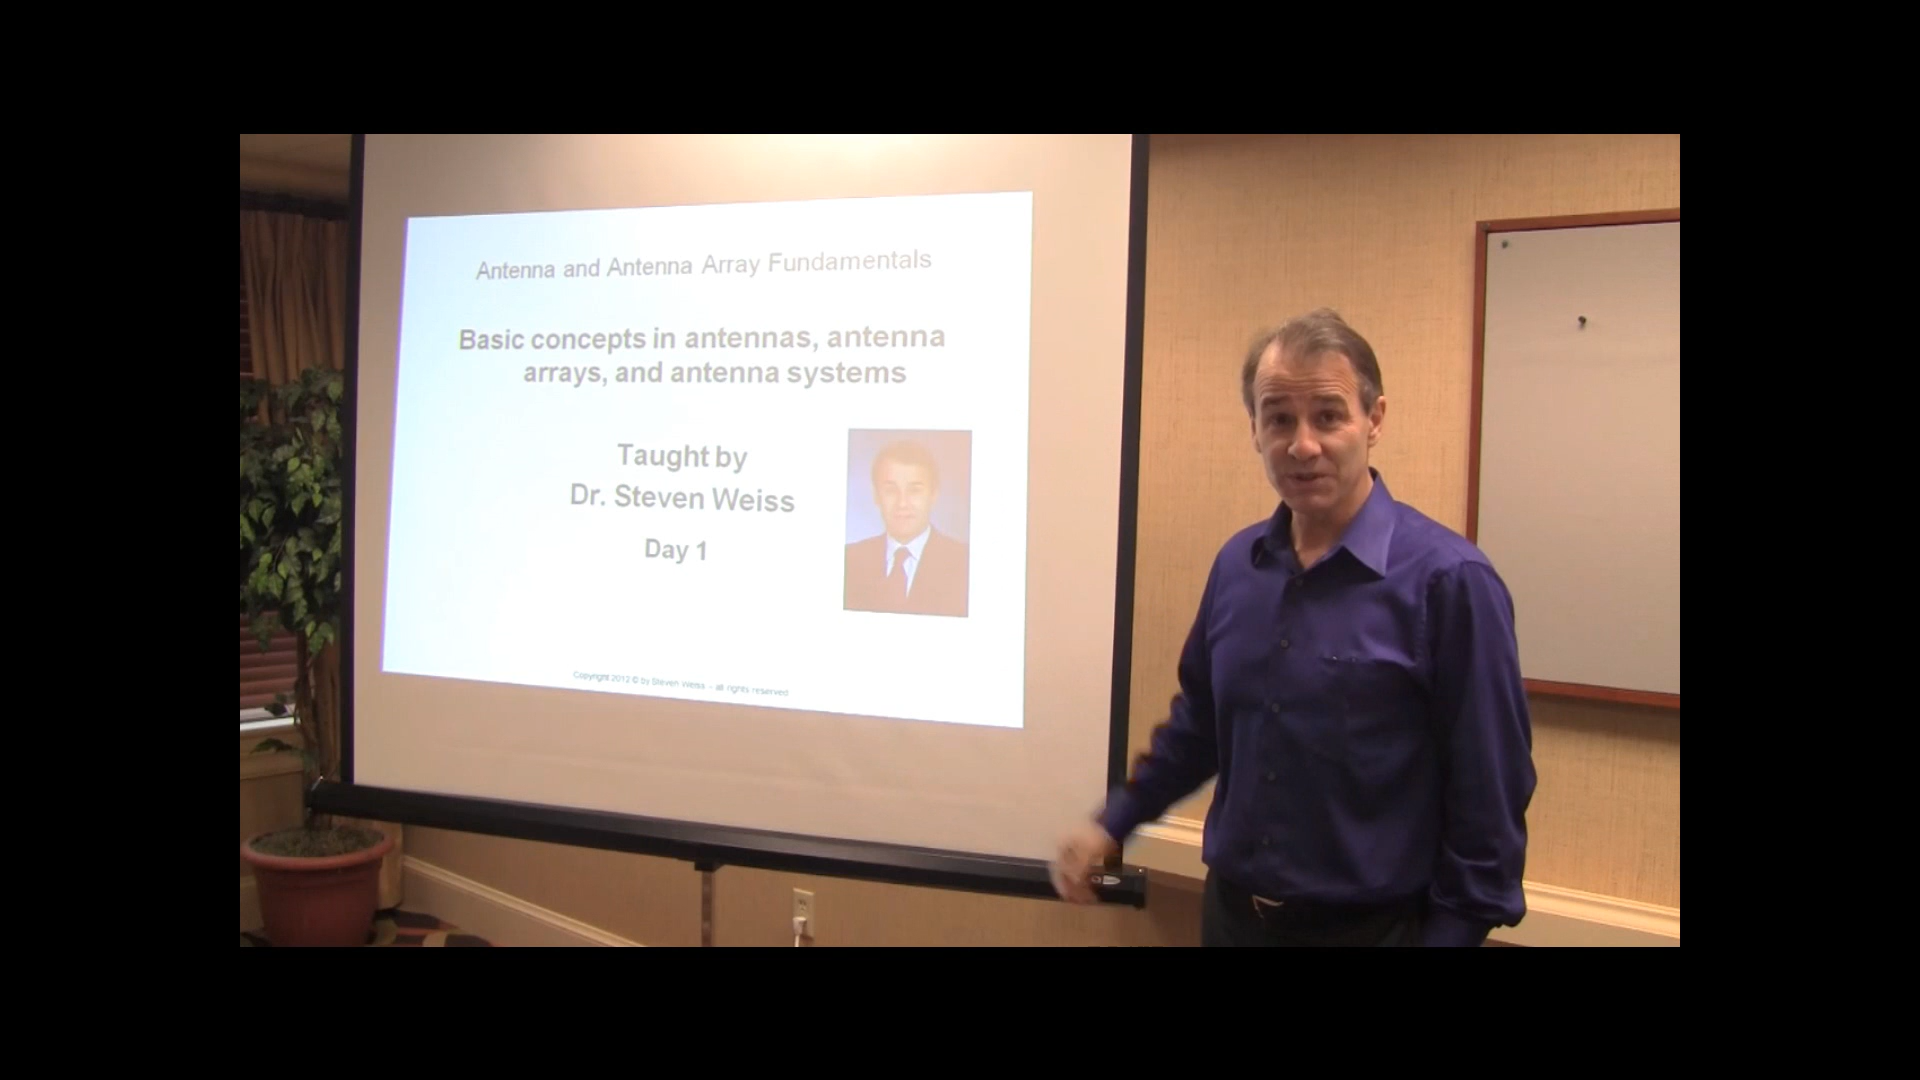 Antenna and Antenna Array Fundamentals
Basic concepts in antennas, antenna
arrays, and antenna systems
Taught by
Dr. Steven Weiss
Day 1
Copyright 2012 © by Steven Weiss - all rights reserved